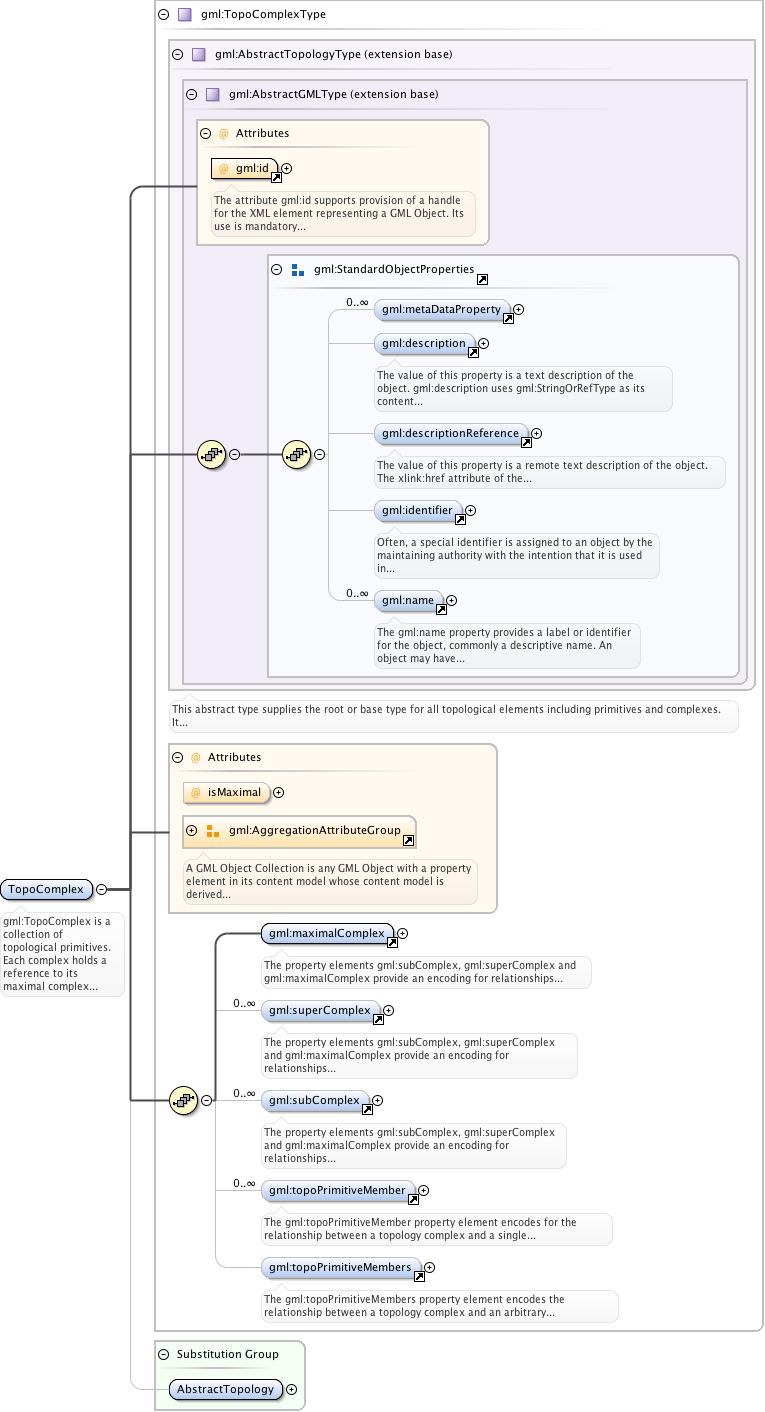 gml:TopoComplexType
gml:AbstractTopologyType (extension base)
gml:AbstractGMLType (extension base)
@ Attributes
@ gml:id
The attribute gml:id supports provision of a handle
for the XML element representing a GML Object. Its
use is mandatory...
gml:StandardObjectProperties
0..∞
gml:metaDataProperty
gml:description
The value of this property is a text description of the
object. gml:description uses gml:StringOrRefType as its
content...
gml:descriptionReference
The value of this property is a remote text description of the object.
The xlink:href attribute of the...
gml:identifier
Often, a special identifier is assigned to an object by the
maintaining authority with the intention that it is used
in...
0..∞
gml:name
The gml:name property provides a label or identifier
for the object, commonly a descriptive name. An
object may have...
This abstract type supplies the root or base type for all topological elements including primitives and complexes.
It...
@ Attributes
@ isMaximal
gml:AggregationAttributeGroup
A GML Object Collection is any GML Object with a property
element in its content model whose content model is
derived...
TopoComplex
gml:TopoComplex is a
collection of
topological primitives.
Each complex holds a
reference to its
maximal complex...
gml:maximalComplex
The property elements gml:subComplex, gml:superComplex and
gml:maximalComplex provide an encoding for relationships...
0..∞
gml:superComplex
The property elements gml:subComplex, gml:superComplex
and gml:maximalComplex provide an encoding for
relationships...
0..∞
gml:subComplex
The property elements gml:subComplex, gml:superComplex
and gml:maximalComplex provide an encoding for
relationships...
0..∞
gml:topoPrimitiveMember
The gml:topoPrimitiveMember property element encodes for the
relationship between a topology complex and a single...
gml:topoPrimitiveMembers
The gml:topoPrimitiveMembers property element encodes the
relationship between a topology complex and an arbitrary...
Substitution Group
AbstractTopology